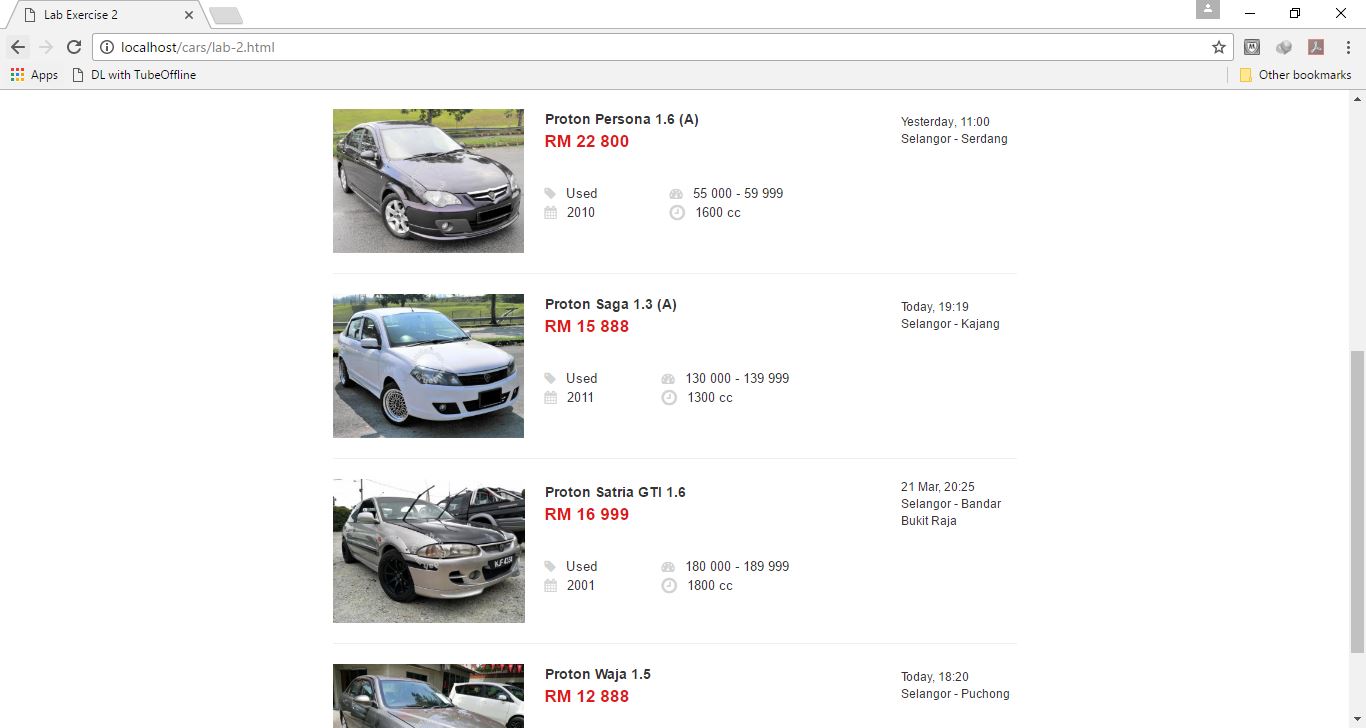 Lab Exercise 2
localhost/cars/lab-2.html
Apps
DL with TubeOffline
Other bookmarks
Proton Persona 1.6 (A)
RM 22 800
Used
55 000 - 59 999
2010
1600 cc
Yesterday, 11:00
Selangor - Serdang
Proton Saga 1.3 (A)
RM 15 888
Used
130 000 - 139 999
2011
1300 cc
Today, 19:19
Selangor - Kajang
Proton Satria GTI 1.6
RM 16 999
Used
180 000 - 189 999
2001
1800 cc
21 Mar, 20:25
Selangor - Bandar
Bukit Raja
Proton Waja 1.5
RM 12 888
Today, 18:20
Selangor - Puchong